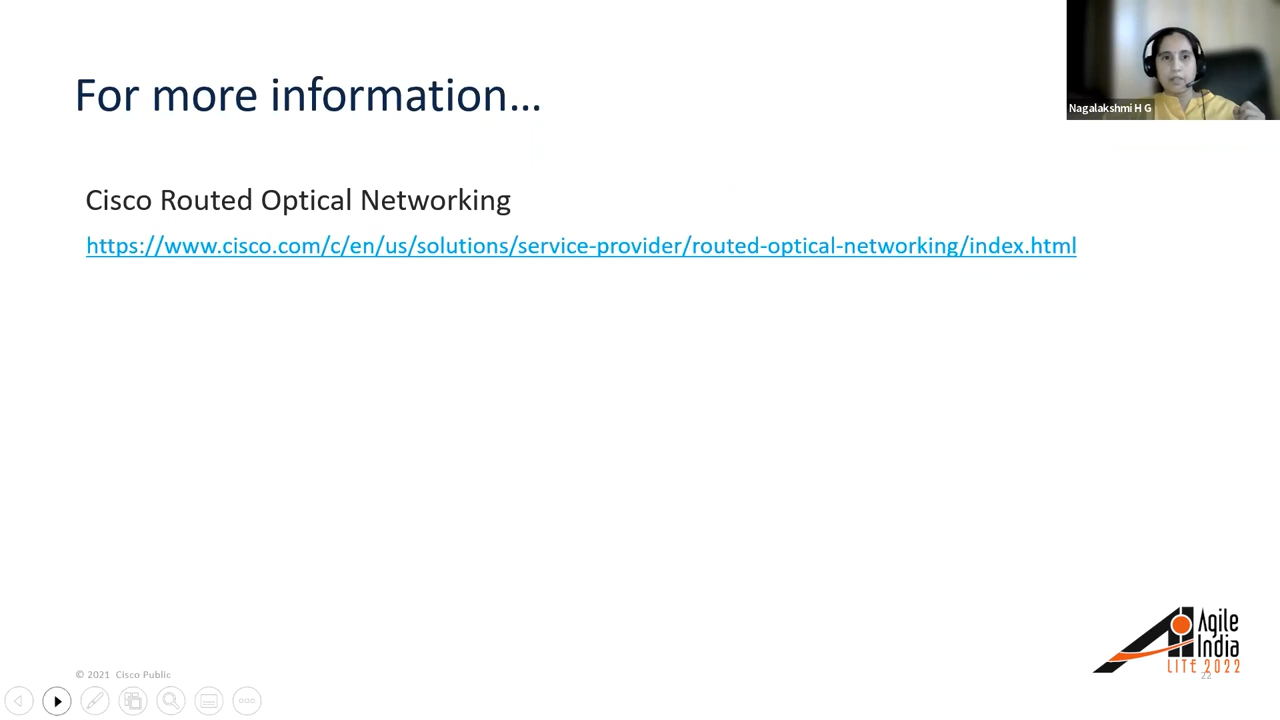 For more information...
Nagalakshmi H G
Cisco Routed Optical Networking
https://www.cisco.com/c/en/us/solutions/service-provider/routed-optical-networking/index.html
Agile
India
LITE 2022
© 2021 Cisco Public
22